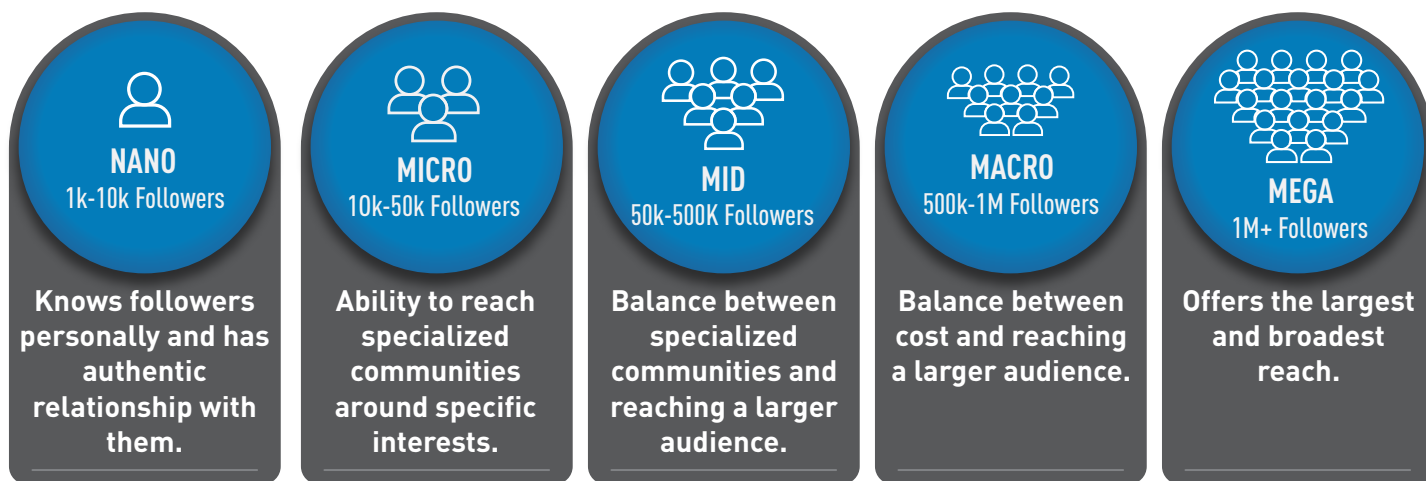 NANO
1k-10k Followers
Knows followers
personally and has
authentic
relationship with
them.
MICRO
10k-50k Followers
Ability to reach
specialized
communities
around specific
interests.
MID
50k-500K Followers
Balance between
specialized
communities and
reaching a larger
audience.
MACRO
500k-1M Followers
Balance between
cost and reaching
a larger audience.
MEGA
1M+ Followers
Offers the largest
and broadest
reach.